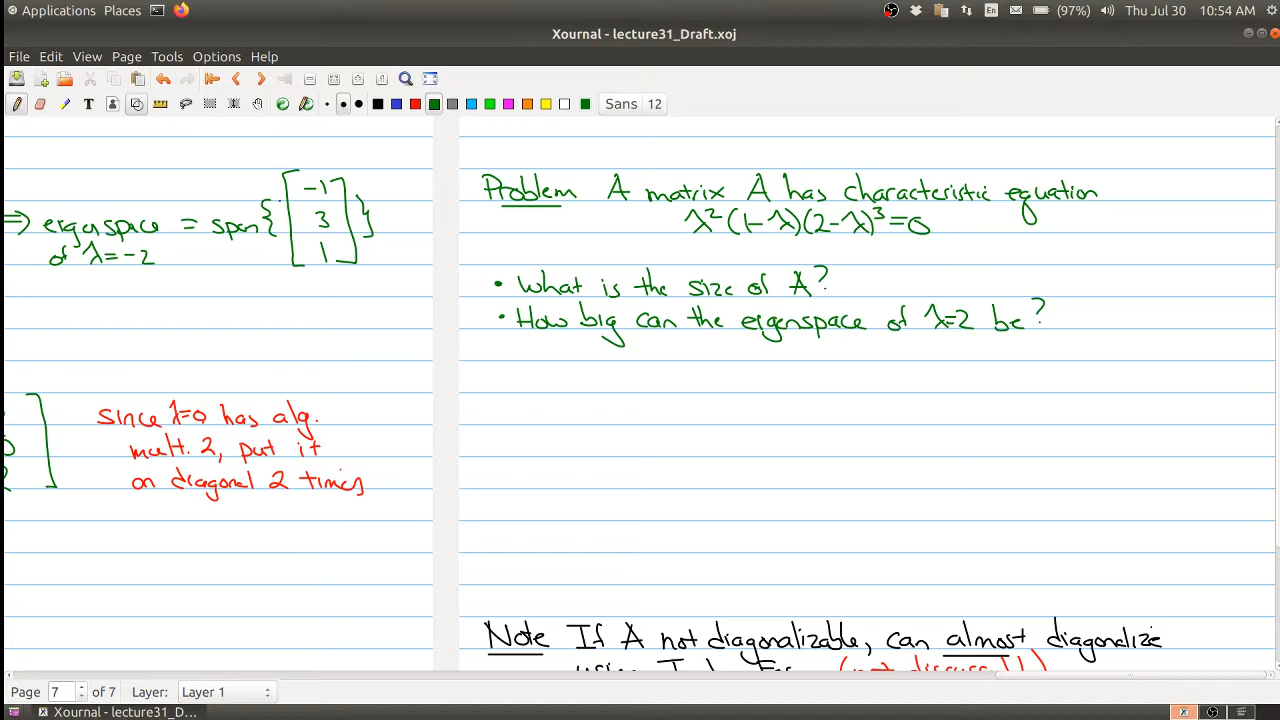 Applications Places En (97%) Thu Jul 30 10:54 AM
Xournal - lecture31_Draft.xoj
File Edit View Page Tools Options Help
Sans 12
⇒ eigenspace = span{[-1 3 1]}
of λ=-2
since λ=0 has alg.
mult. 2, put it
on diagonal 2 times
Problem A matrix A has characteristic equation
λ²(1-λ)(2-λ)³=0
• What is the size of A?
• How big can the eigenspace of λ=2 be?
Note If A not diagonalizable, can almost diagonalize
Page 7 of 7 Layer: Layer 1
Xournal - lecture31_D...